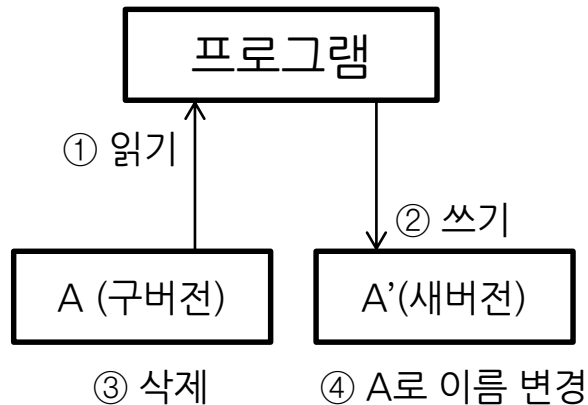 프로그램
① 읽기
② 쓰기
A (구버전)
A’(새버전)
③ 삭제
④ A로 이름 변경